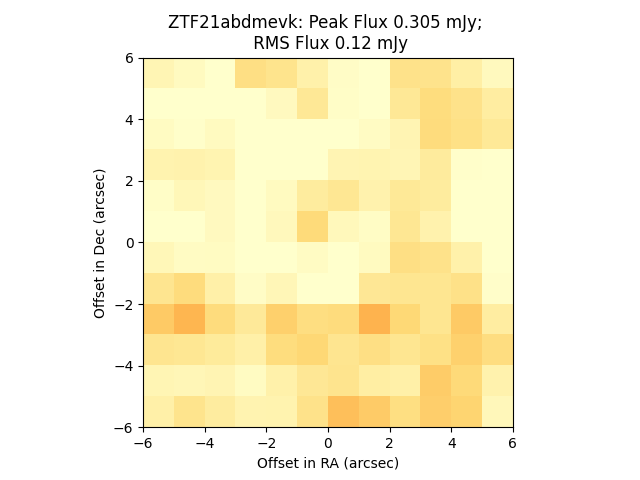 ZTF21abdmevk: Peak Flux 0.305 mJy;
RMS Flux 0.12 mJy
6
4
2
0
−2
−4
−6
Offset in Dec (arcsec)
−6 −4 −2 0 2 4 6
Offset in RA (arcsec)